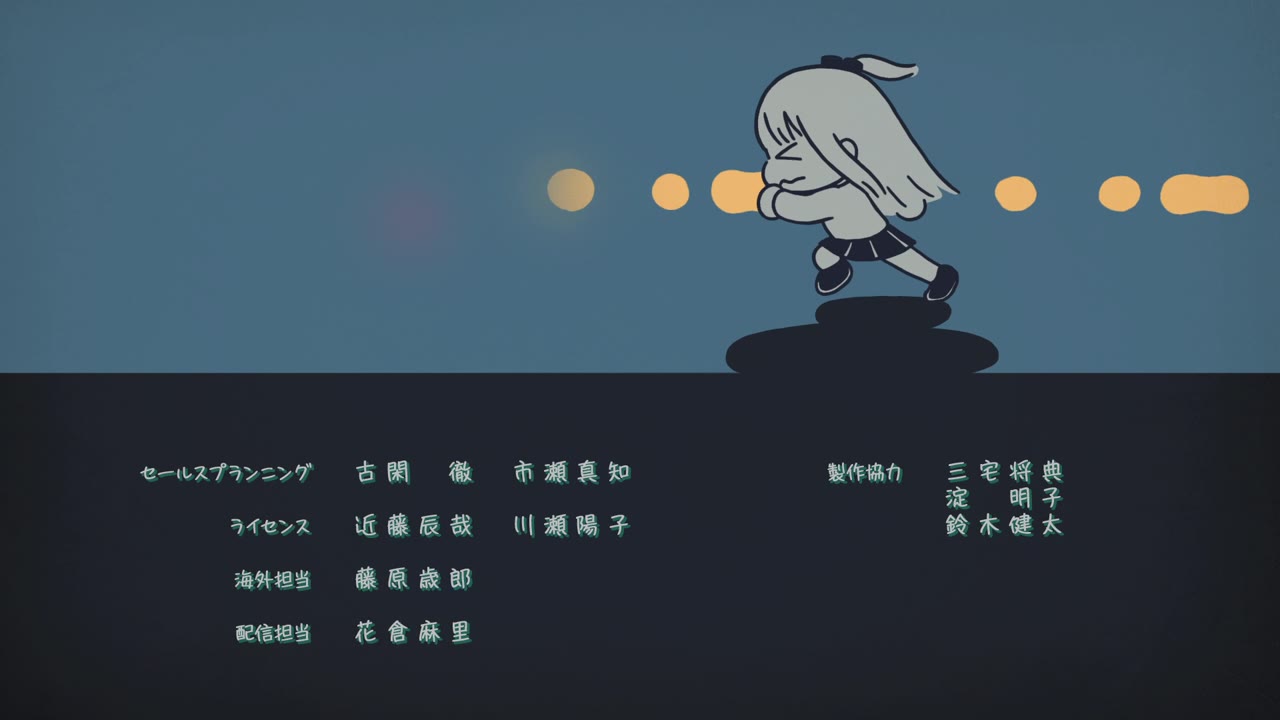 セールスプランニング 古閑 徹 市瀬真知
ライセンス 近藤辰哉 川瀬陽子
海外担当 藤原歳郎
配信担当 花倉麻里
製作協力 三宅将典
淀 明子
鈴木健太